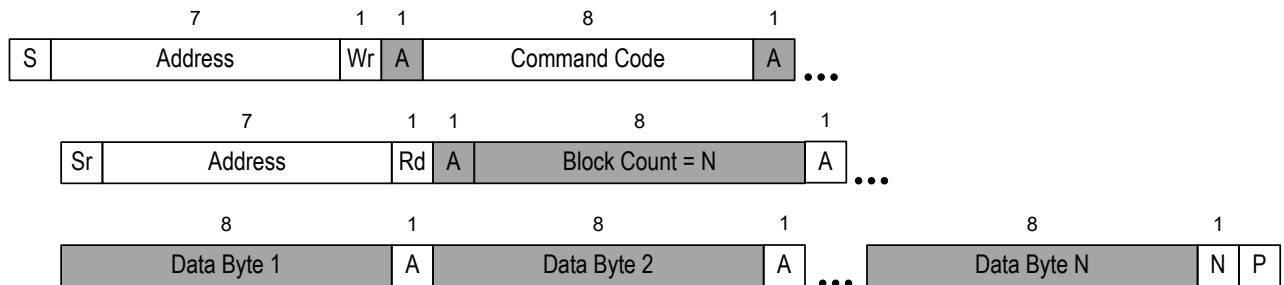 7 1 1 8 1
S Address Wr A Command Code A ...
7 1 1 8 1
Sr Address Rd A Block Count = N A ...
8 1 8 1 8 1
Data Byte 1 A Data Byte 2 A ... Data Byte N N P